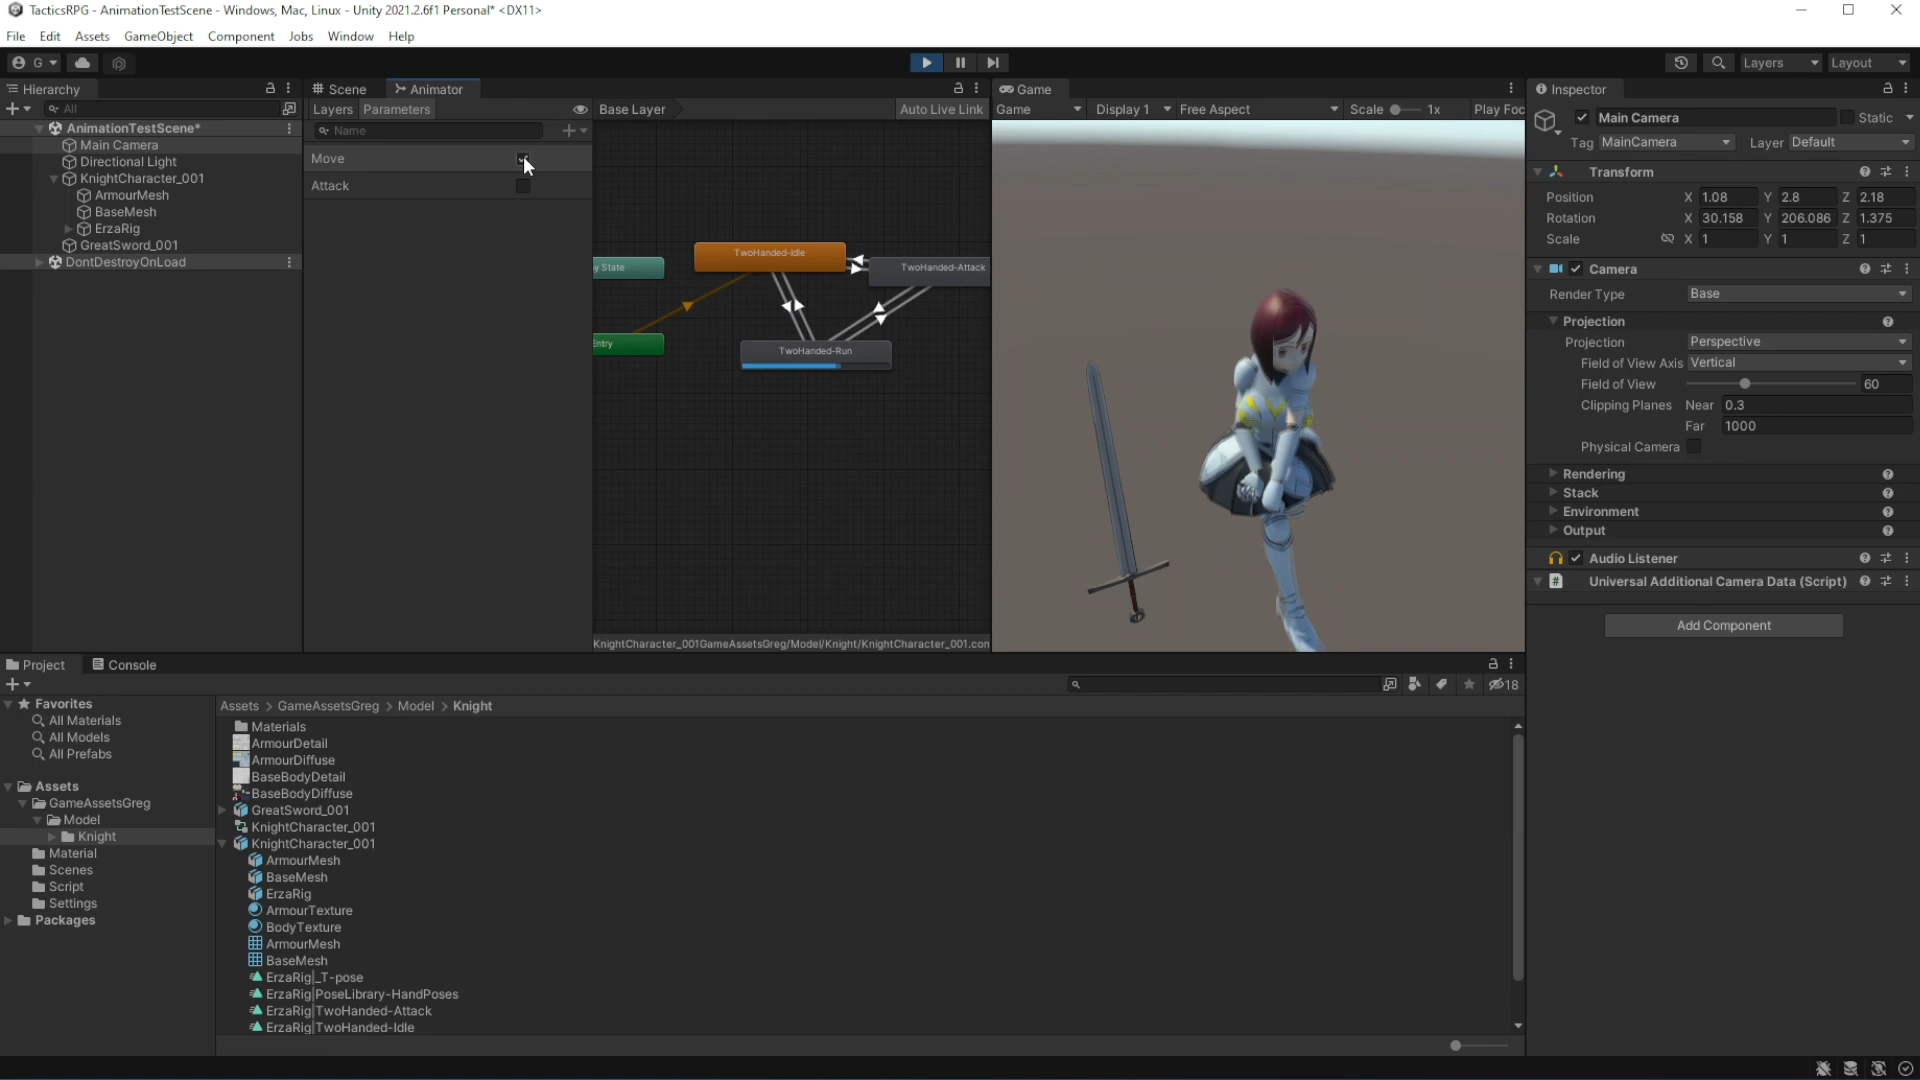 TacticsRPG - AnimationTestScene - Windows, Mac, Linux - Unity 2021.2.6f1 Personal* <DX11>
File Edit Assets GameObject Component Jobs Window Help
G Layers Layout
Hierarchy
All
AnimationTestScene*
Main Camera
Directional Light
KnightCharacter_001
ArmourMesh
BaseMesh
ErzaRig
GreatSword_001
DontDestroyOnLoad
Scene Animator
Layers Parameters Base Layer Auto Live Link
Name
Move
Attack
y State
TwoHanded-Idle
TwoHanded-Attack
Entry
TwoHanded-Run
KnightCharacter_001GameAssetsGreg/Model/Knight/KnightCharacter_001.con
Game
Game Display 1 Free Aspect Scale 1x Play Foc
Inspector
Main Camera Static
Tag MainCamera Layer Default
Transform
Position X 1.08 Y 2.8 Z 2.18
Rotation X 30.158 Y 206.086 Z 1.375
Scale X 1 Y 1 Z 1
Camera
Render Type Base
Projection
Projection Perspective
Field of View Axis Vertical
Field of View 60
Clipping Planes Near 0.3
Far 1000
Physical Camera
Rendering
Stack
Environment
Output
Audio Listener
# Universal Additional Camera Data (Script)
Add Component
Project Console
18
Favorites
All Materials
All Models
All Prefabs
Assets
GameAssetsGreg
Model
Knight
Material
Scenes
Script
Settings
Packages
Assets > GameAssetsGreg > Model > Knight
Materials
ArmourDetail
ArmourDiffuse
BaseBodyDetail
BaseBodyDiffuse
GreatSword_001
KnightCharacter_001
KnightCharacter_001
ArmourMesh
BaseMesh
ErzaRig
ArmourTexture
BodyTexture
ArmourMesh
BaseMesh
ErzaRig|_T-pose
ErzaRig|PoseLibrary-HandPoses
ErzaRig|TwoHanded-Attack
ErzaRig|TwoHanded-Idle